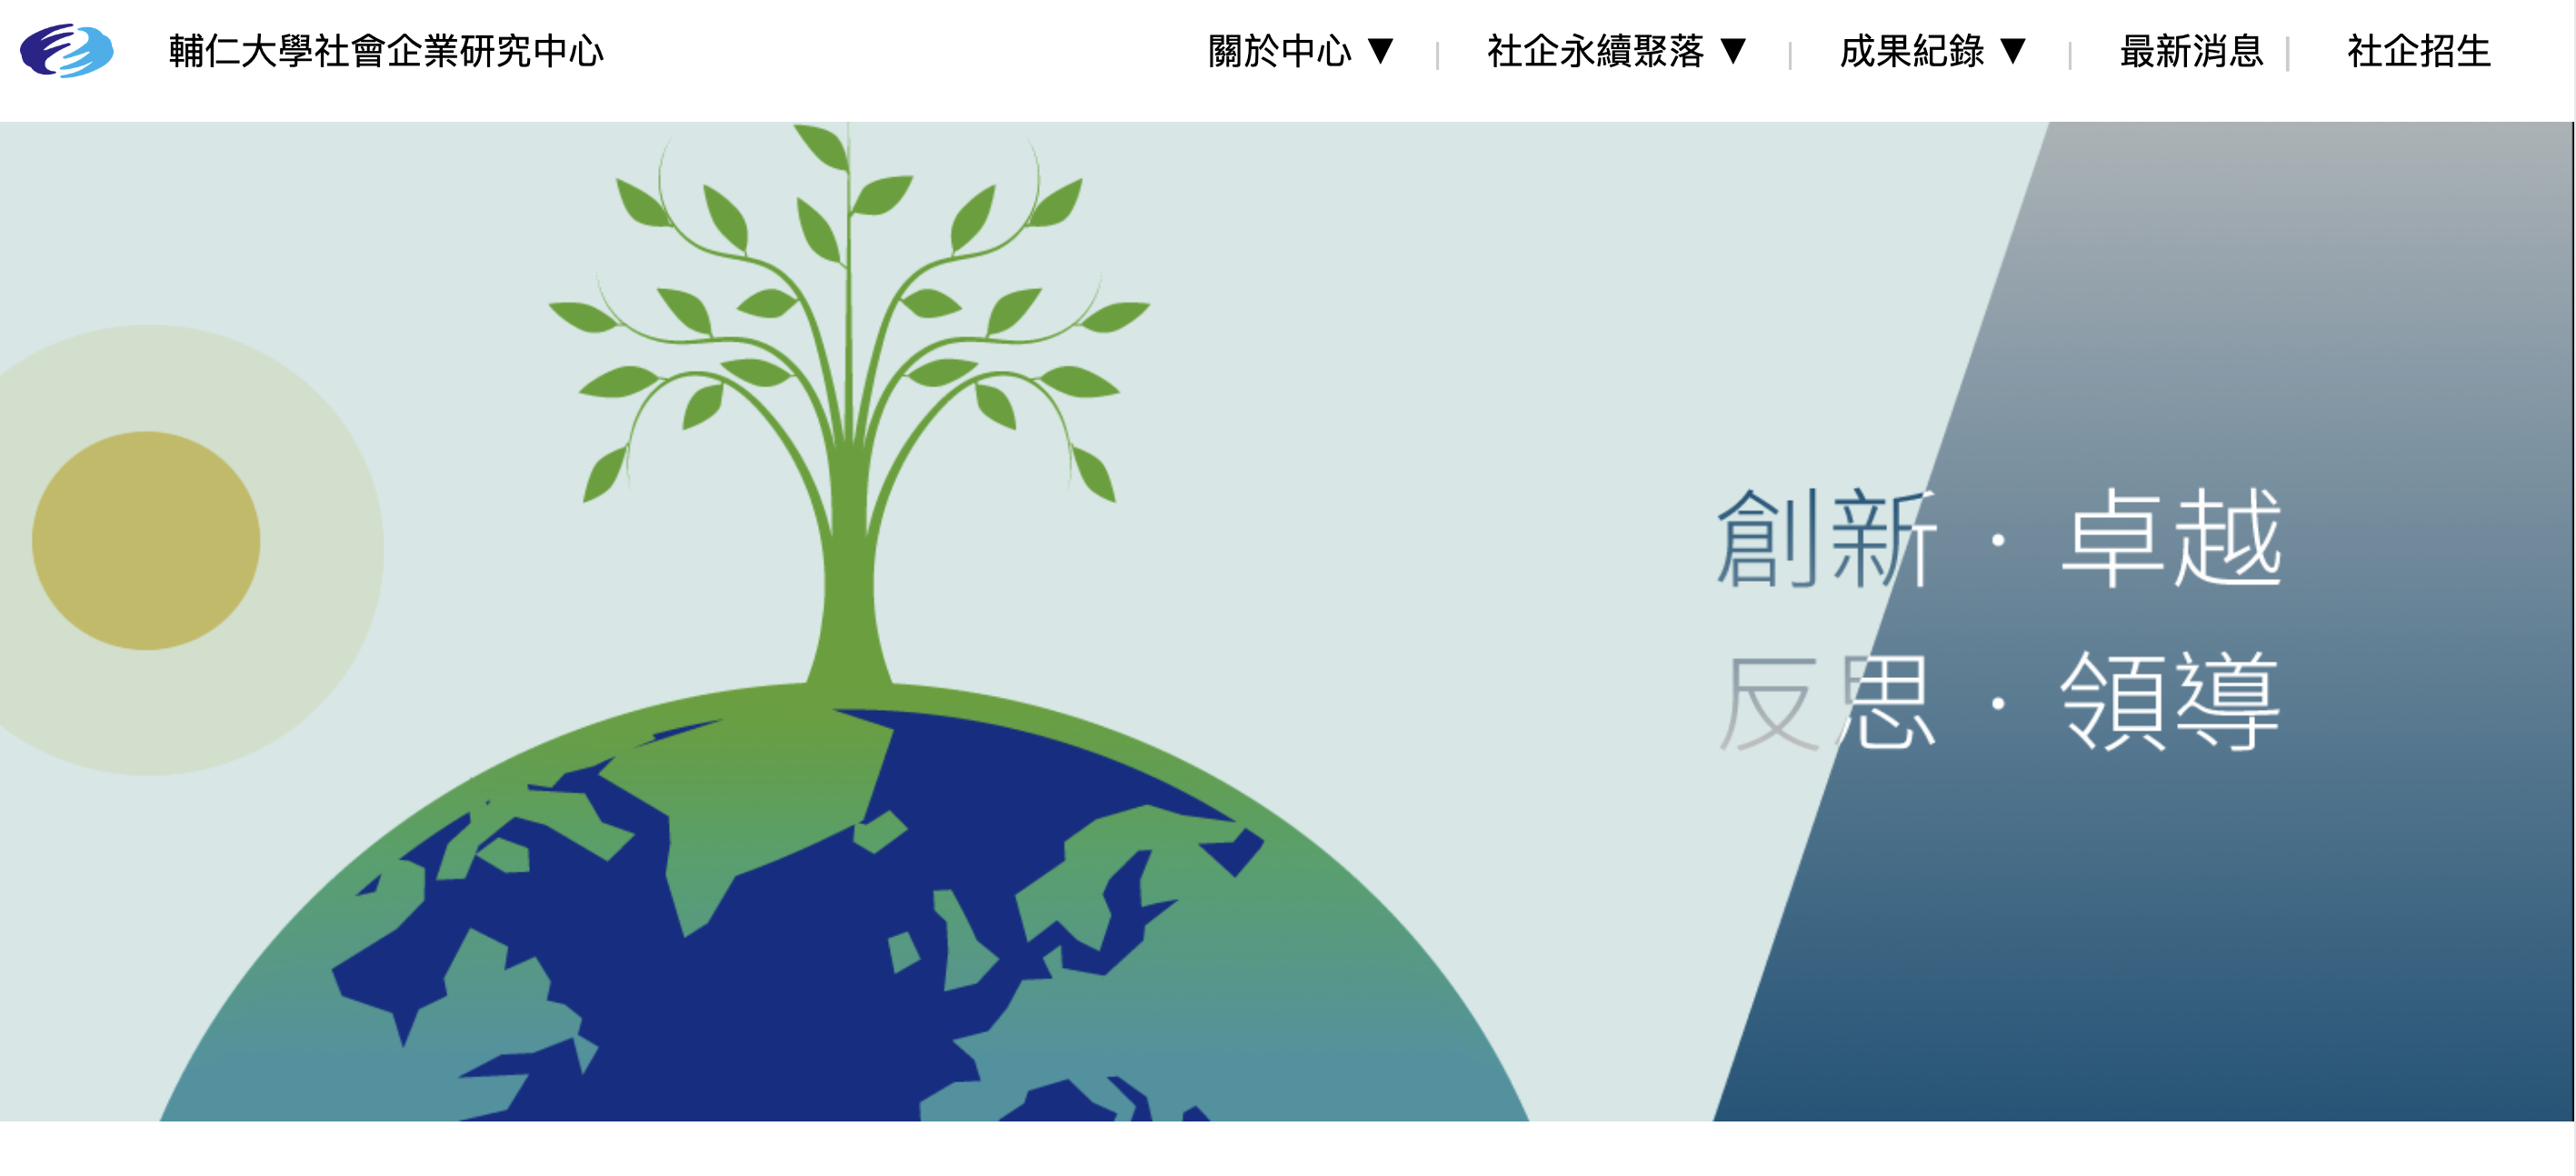 輔仁大學社會企業研究中心
關於中心 ▼ | 社企永續聚落 ▼ | 成果紀錄 ▼ | 最新消息 | 社企招生
創新・卓越
反思・領導